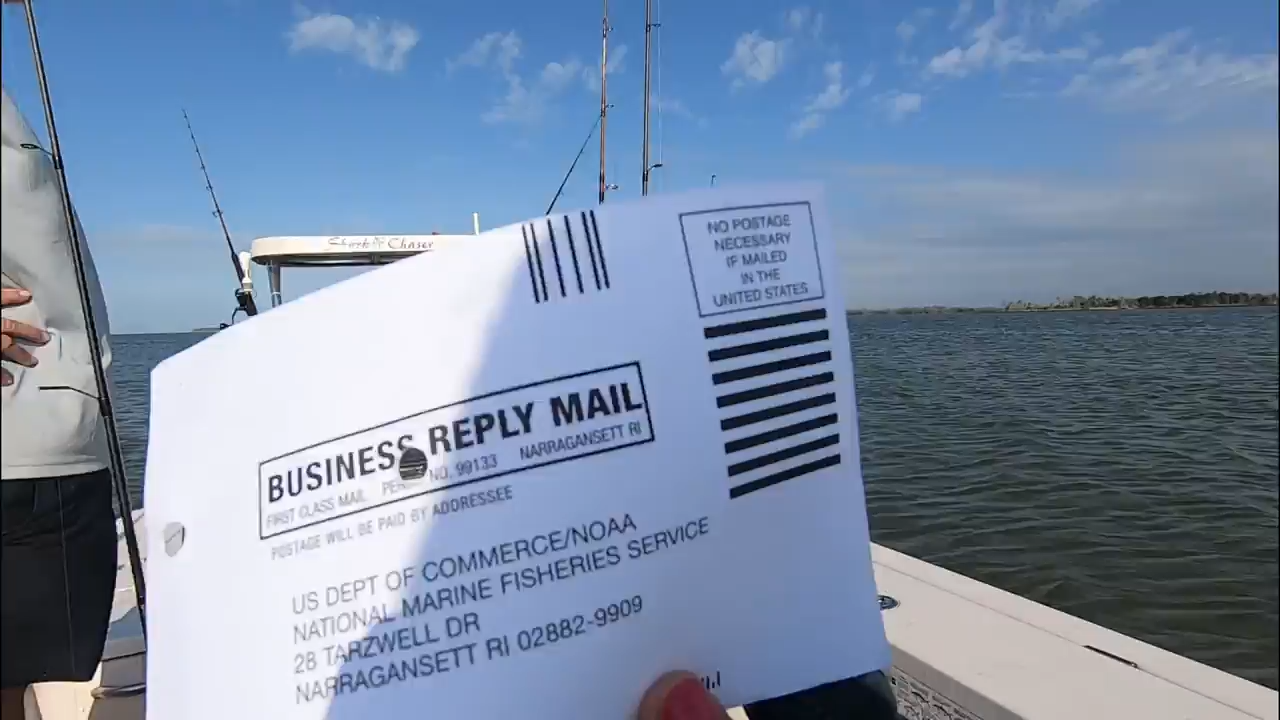 Shark Chaser
NO POSTAGE
NECESSARY
IF MAILED
IN THE
UNITED STATES
BUSINESS REPLY MAIL
FIRST CLASS MAIL NO. 99133 NARRAGANSETT RI
POSTAGE WILL BE PAID BY ADDRESSEE
US DEPT OF COMMERCE/NOAA
NATIONAL MARINE FISHERIES SERVICE
28 TARZWELL DR
NARRAGANSETT RI 02882-9909